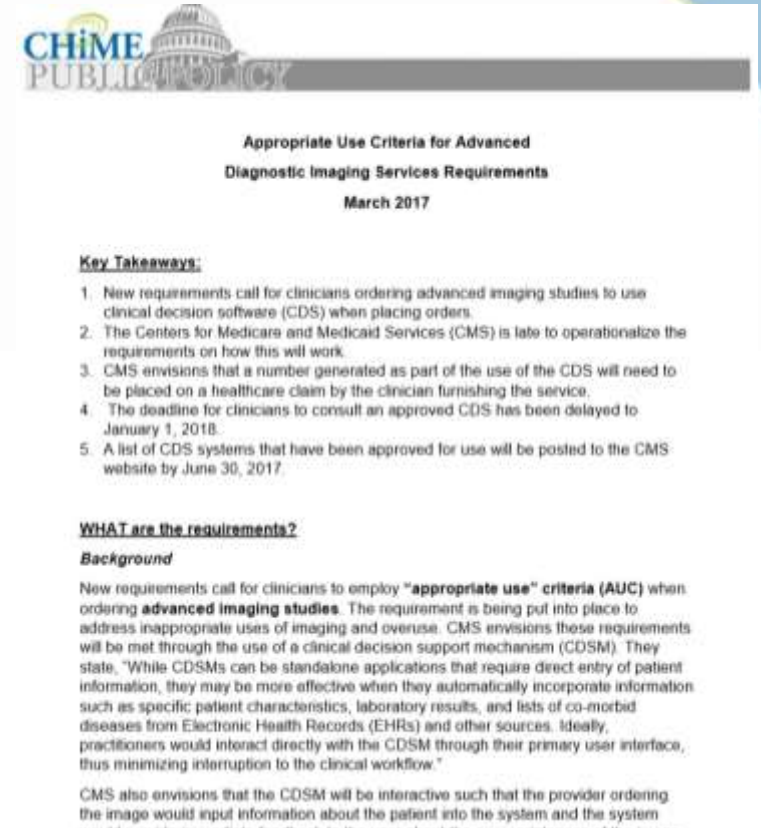 CHiME
PUBLIC POLICY
Appropriate Use Criteria for Advanced
Diagnostic Imaging Services Requirements
March 2017
Key Takeaways:
1. New requirements call for clinicians ordering advanced imaging studies to use
clinical decision software (CDS) when placing orders.
2. The Centers for Medicare and Medicaid Services (CMS) is late to operationalize the
requirements on how this will work.
3. CMS envisions that a number generated as part of the use of the CDS will need to
be placed on a healthcare claim by the clinician furnishing the service.
4. The deadline for clinicians to consult an approved CDS has been delayed to
January 1, 2018.
5. A list of CDS systems that have been approved for use will be posted to the CMS
website by June 30, 2017.
WHAT are the requirements?
Background
New requirements call for clinicians to employ "appropriate use" criteria (AUC) when
ordering advanced imaging studies. The requirement is being put into place to
address inappropriate uses of imaging and overuse. CMS envisions these requirements
will be met through the use of a clinical decision support mechanism (CDSM). They
state, "While CDSMs can be standalone applications that require direct entry of patient
information, they may be more effective when they automatically incorporate information
such as specific patient characteristics, laboratory results, and lists of co-morbid
diseases from Electronic Health Records (EHRs) and other sources. Ideally,
practitioners would interact directly with the CDSM through their primary user interface,
thus minimizing interruption to the clinical workflow."
CMS also envisions that the CDSM will be interactive such that the provider ordering
the image would input information about the patient into the system and the system